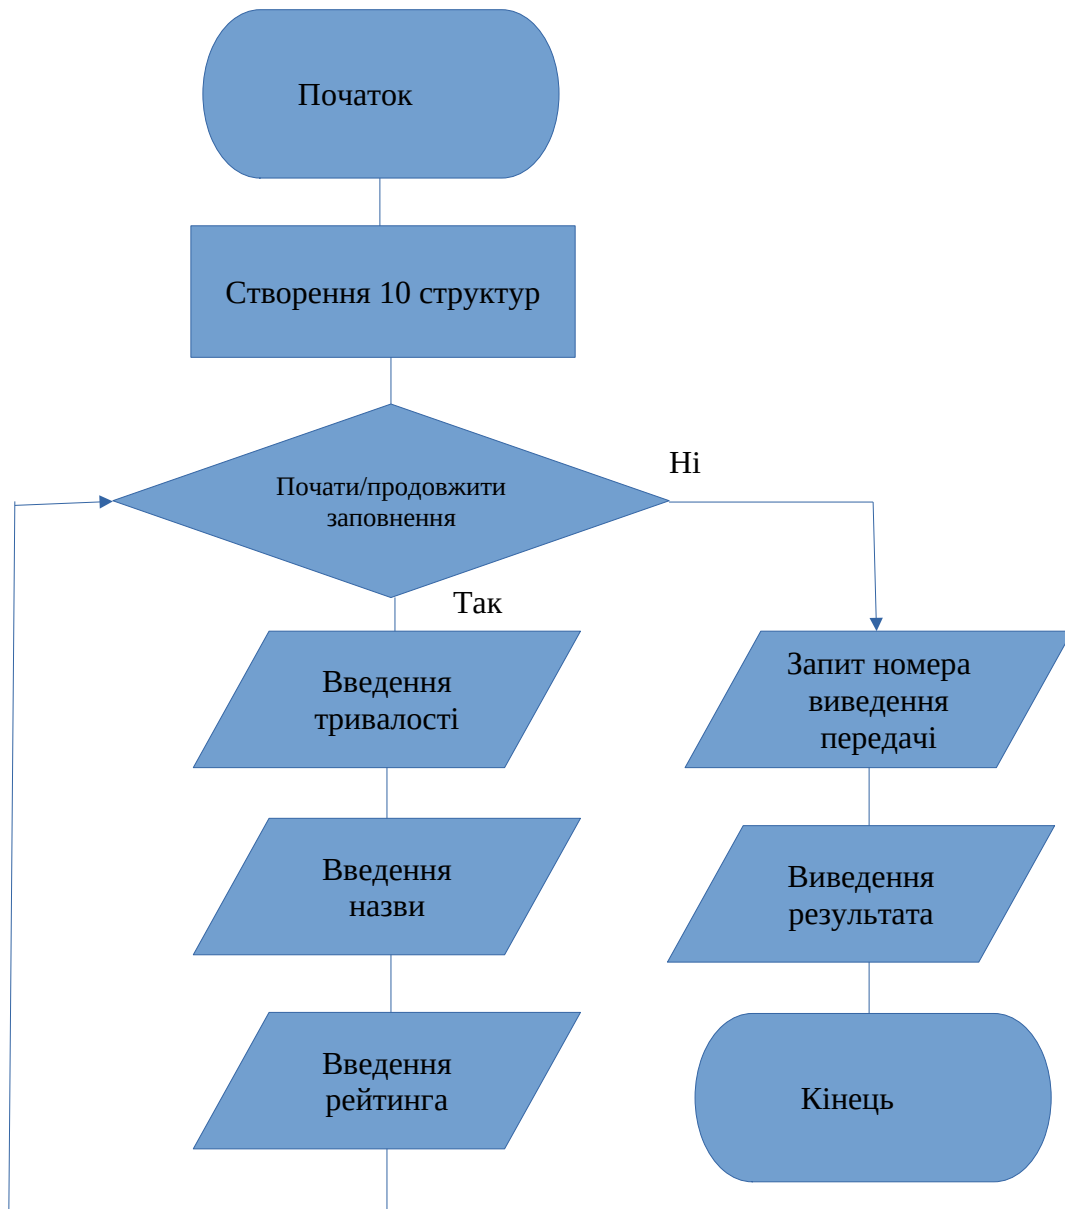 Початок
Створення 10 структур
Ні
Почати/продовжити
заповнення
Так
Введення
тривалості
Запит номера
виведення
передачі
Введення
назви
Виведення
результата
Введення
рейтинга
Кінець